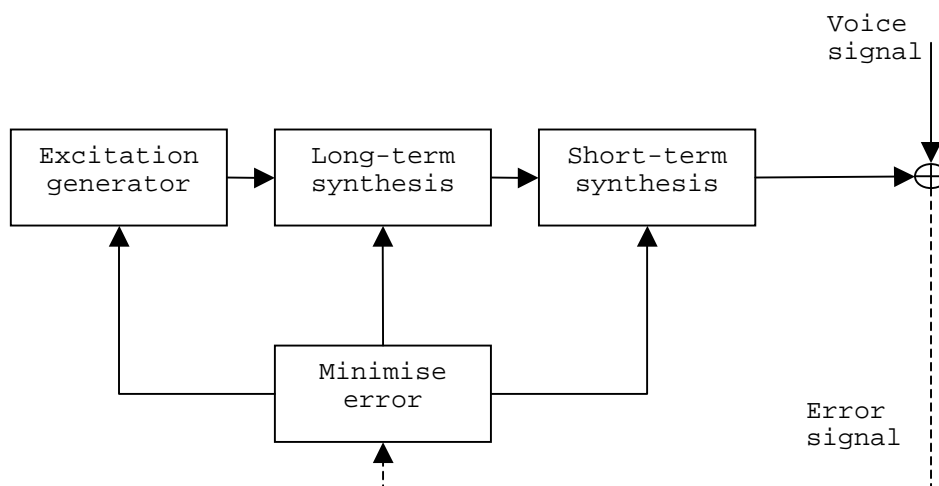 Voice
signal
Excitation
generator
Long-term
synthesis
Short-term
synthesis
Minimise
error
Error
signal